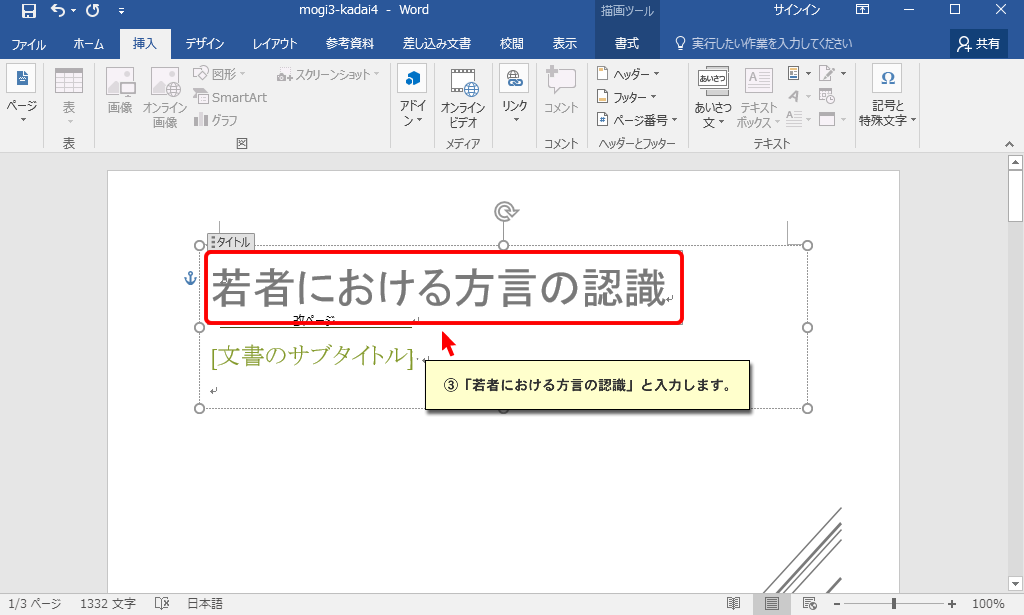 mogi3-kadai4 - Word
描画ツール
サインイン
ファイル ホーム 挿入 デザイン レイアウト 参考資料 差し込み文書 校閲 表示 書式 実行したい作業を入力してください 共有
ページ
表
表
画像
オンライン
画像
図形
SmartArt
グラフ
スクリーンショット
図
アドイ
ン
オンライン
ビデオ
メディア
リンク
コメント
コメント
ヘッダー
フッター
ページ番号
ヘッダーとフッター
あいさつ
あいさつ
文
テキスト
ボックス
テキスト
記号と
特殊文字
タイトル
若者における方言の認識
改ページ
[文書のサブタイトル]
③「若者における方言の認識」と入力します。
1/3 ページ 1332 文字 日本語 100%